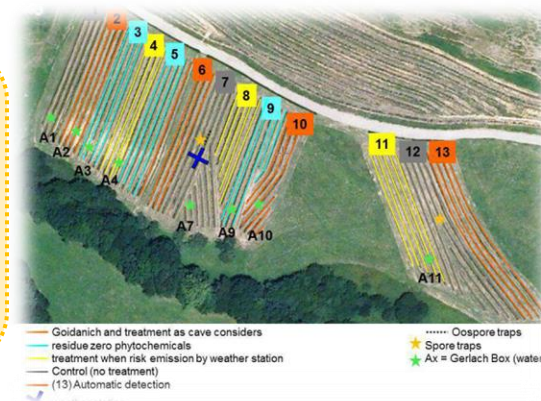 2
3
4
5
6
7
8
9
10
11 12 13
A1
A2
A3
A4
A7
A9
A10
A11
Goidanich and treatment as cave considers
residue zero phytochemicals
treatment when risk emission by weather station
Control (no treatment)
(13) Automatic detection
Oospore traps
Spore traps
Ax = Gerlach Box (water